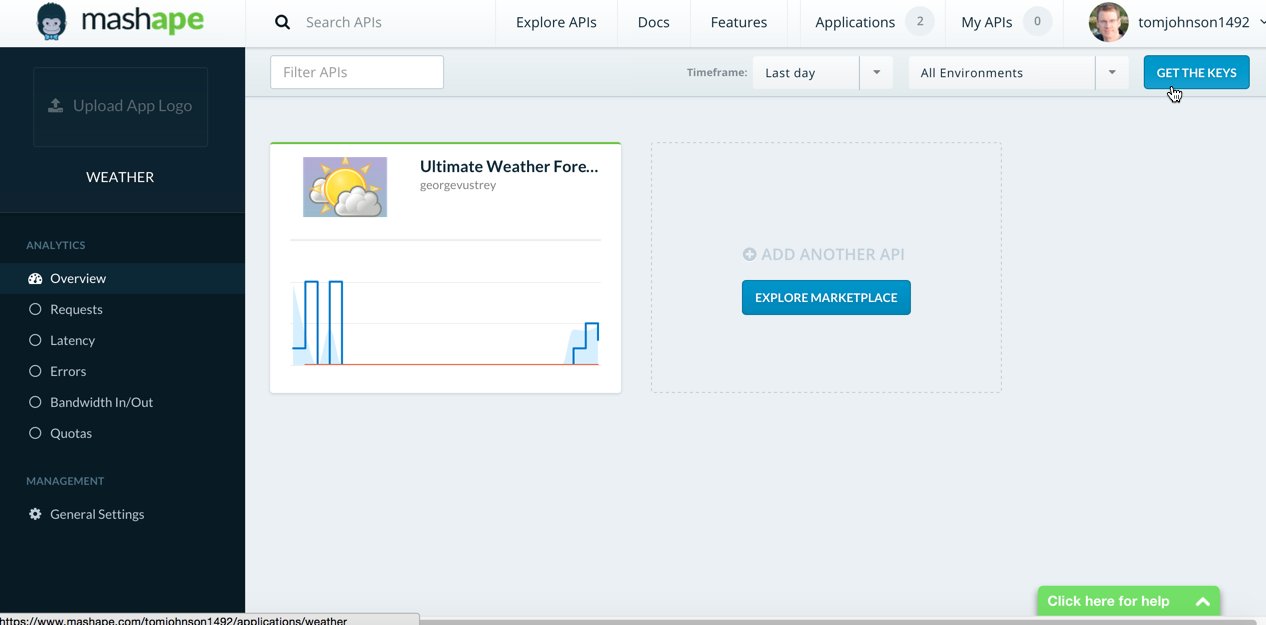 mashape
Search APIs
Explore APIs
Docs
Features
Applications 2
My APIs 0
tomjohnson1492
Upload App Logo
WEATHER
Filter APIs
Timeframe: Last day
All Environments
GET THE KEYS
ANALYTICS
Overview
Requests
Latency
Errors
Bandwidth In/Out
Quotas
MANAGEMENT
General Settings
Ultimate Weather Fore...
georgevustrey
ADD ANOTHER API
EXPLORE MARKETPLACE
Click here for help
https://www.mashape.com/tomjohnson1492/applications/weather